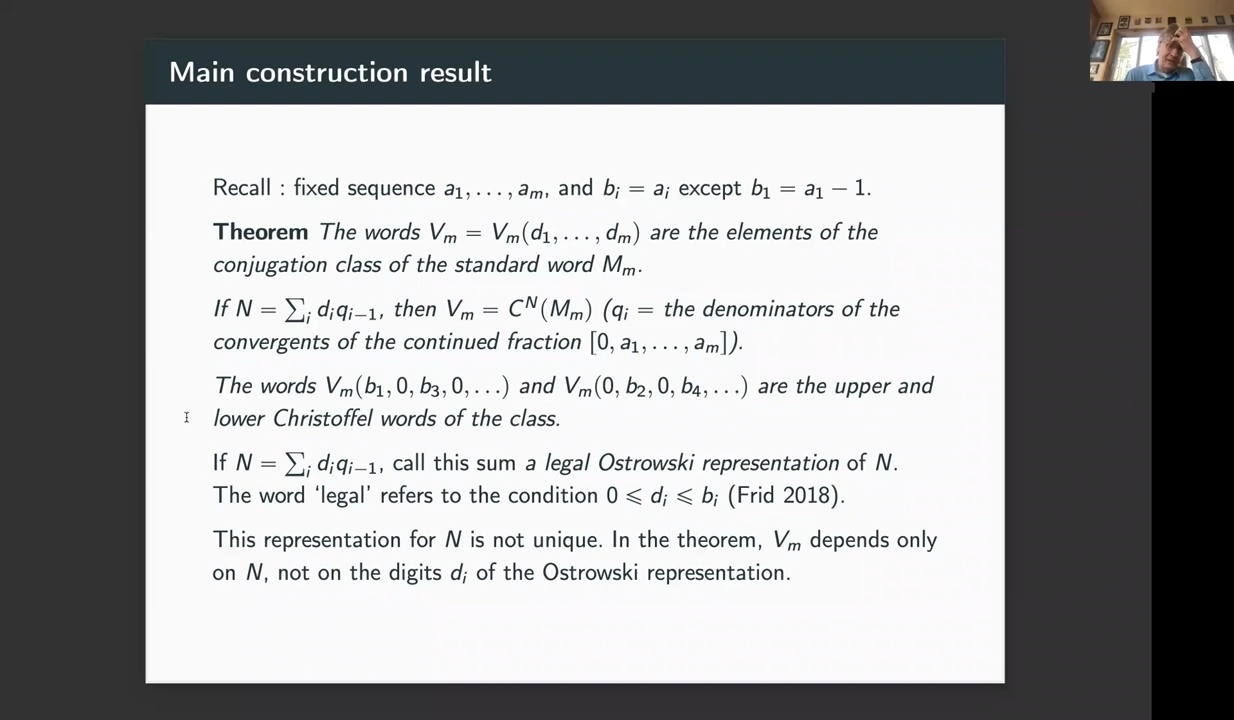 Main construction result
Recall : fixed sequence a₁, . . . , aₘ, and bᵢ = aᵢ except b₁ = a₁ − 1.
Theorem The words Vₘ = Vₘ(d₁, . . . , dₘ) are the elements of the
conjugation class of the standard word Mₘ.
If N = ∑ᵢ dᵢqᵢ₋₁, then Vₘ = Cᴺ(Mₘ) (qᵢ = the denominators of the
convergents of the continued fraction [0, a₁, . . . , aₘ]).
The words Vₘ(b₁, 0, b₃, 0, . . .) and Vₘ(0, b₂, 0, b₄, . . .) are the upper and
lower Christoffel words of the class.
If N = ∑ᵢ dᵢqᵢ₋₁, call this sum a legal Ostrowski representation of N.
The word ‘legal’ refers to the condition 0 ⩽ dᵢ ⩽ bᵢ (Frid 2018).
This representation for N is not unique. In the theorem, Vₘ depends only
on N, not on the digits dᵢ of the Ostrowski representation.